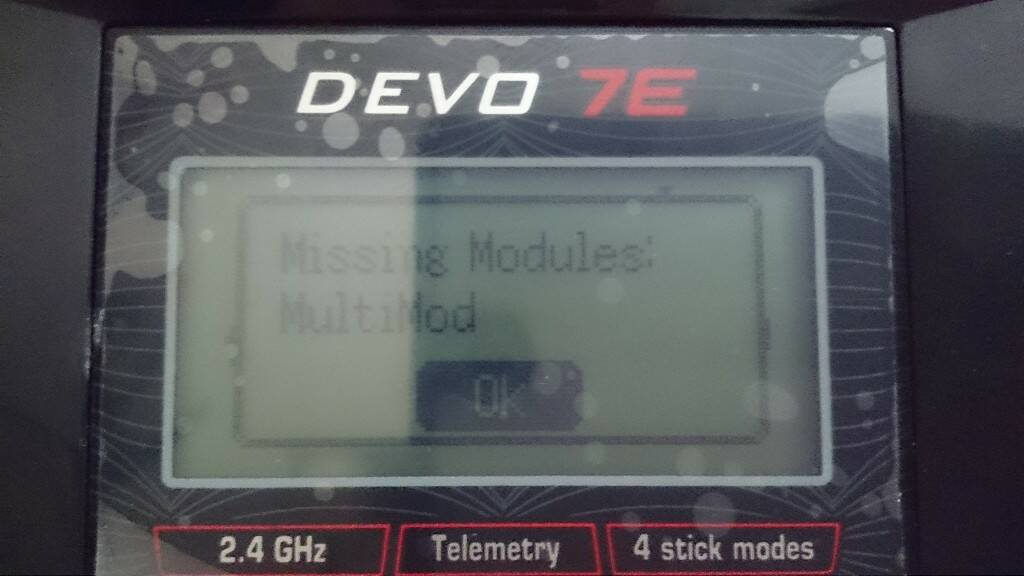 DEVO 7E
Missing Modules:
MultiMod
Ok
2.4 GHz
Telemetry
4 stick modes